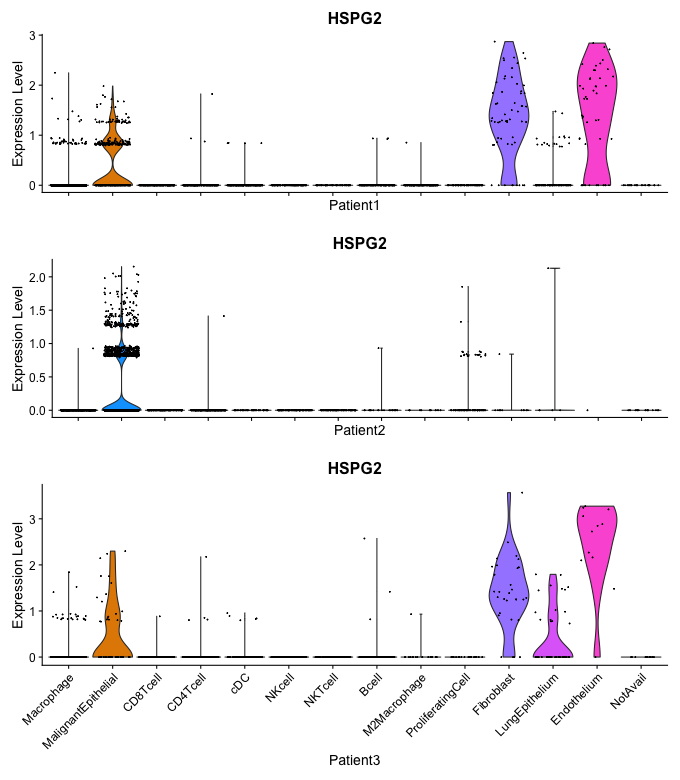 HSPG2
Expression Level
3
2
1
0
Patient1
HSPG2
Expression Level
2.0
1.5
1.0
0.5
0.0
Patient2
HSPG2
Expression Level
3
2
1
0
Macrophage
MalignantEpithelial
CD8Tcell
CD4Tcell
cDC
NKcell
NKTcell
Bcell
M2Macrophage
ProliferatingCell
Fibroblast
LungEpithelium
Endothelium
NotAvail
Patient3